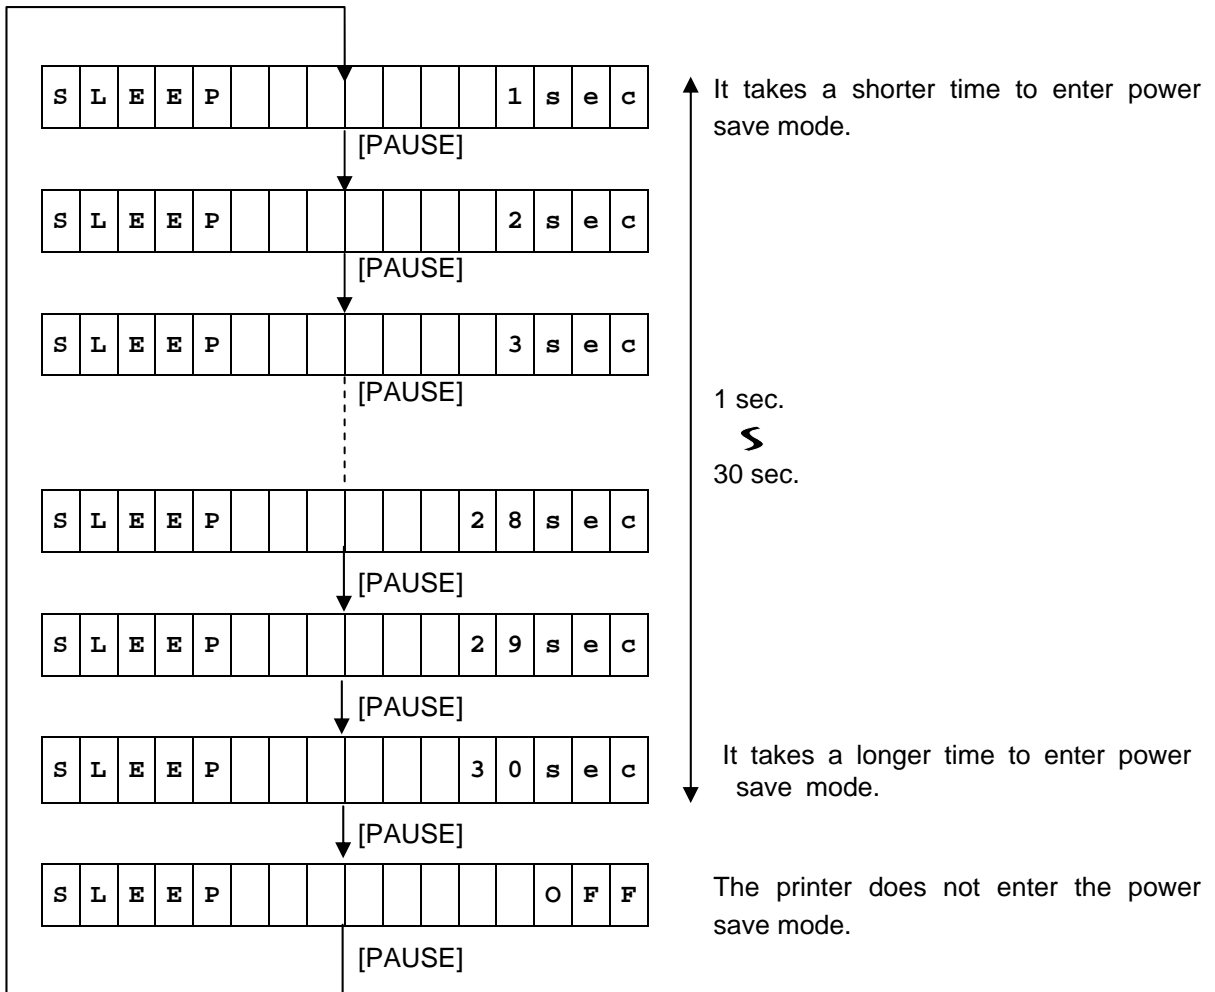 SLEEP 1sec
It takes a shorter time to enter power
save mode.
[PAUSE]
SLEEP 2sec
[PAUSE]
SLEEP 3sec
[PAUSE]
1 sec.
30 sec.
SLEEP 28sec
[PAUSE]
SLEEP 29sec
[PAUSE]
SLEEP 30sec
It takes a longer time to enter power
save mode.
[PAUSE]
SLEEP OFF
The printer does not enter the power
save mode.
[PAUSE]